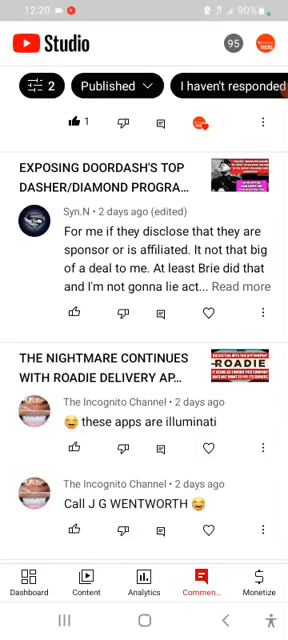 12:20
90%
Studio
95
2
Published
I haven't responded
1
EXPOSING DOORDASH'S TOP
DASHER/DIAMOND PROGRA...
Syn.N • 2 days ago (edited)
For me if they disclose that they are
sponsor or is affiliated. It not that big
of a deal to me. At least Brie did that
and I'm not gonna lie act... Read more
THE NIGHTMARE CONTINUES
WITH ROADIE DELIVERY AP...
ROADIE
The Incognito Channel • 2 days ago
😅 these apps are illuminati
The Incognito Channel • 2 days ago
Call J G WENTWORTH 😂
Dashboard
Content
Analytics
Commen...
Monetize